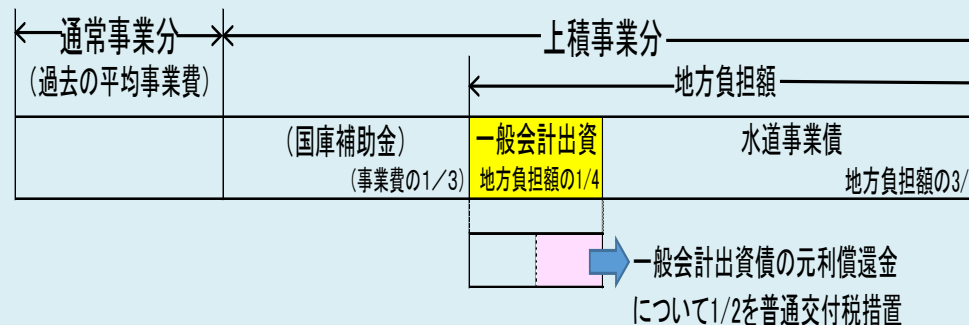 通常事業分
上積事業分
(過去の平均事業費)
地方負担額
(国庫補助金)
一般会計出資
水道事業債
(事業費の1/3)
地方負担額の1/4
地方負担額の3/
一般会計出資債の元利償還金
について1/2を普通交付税措置